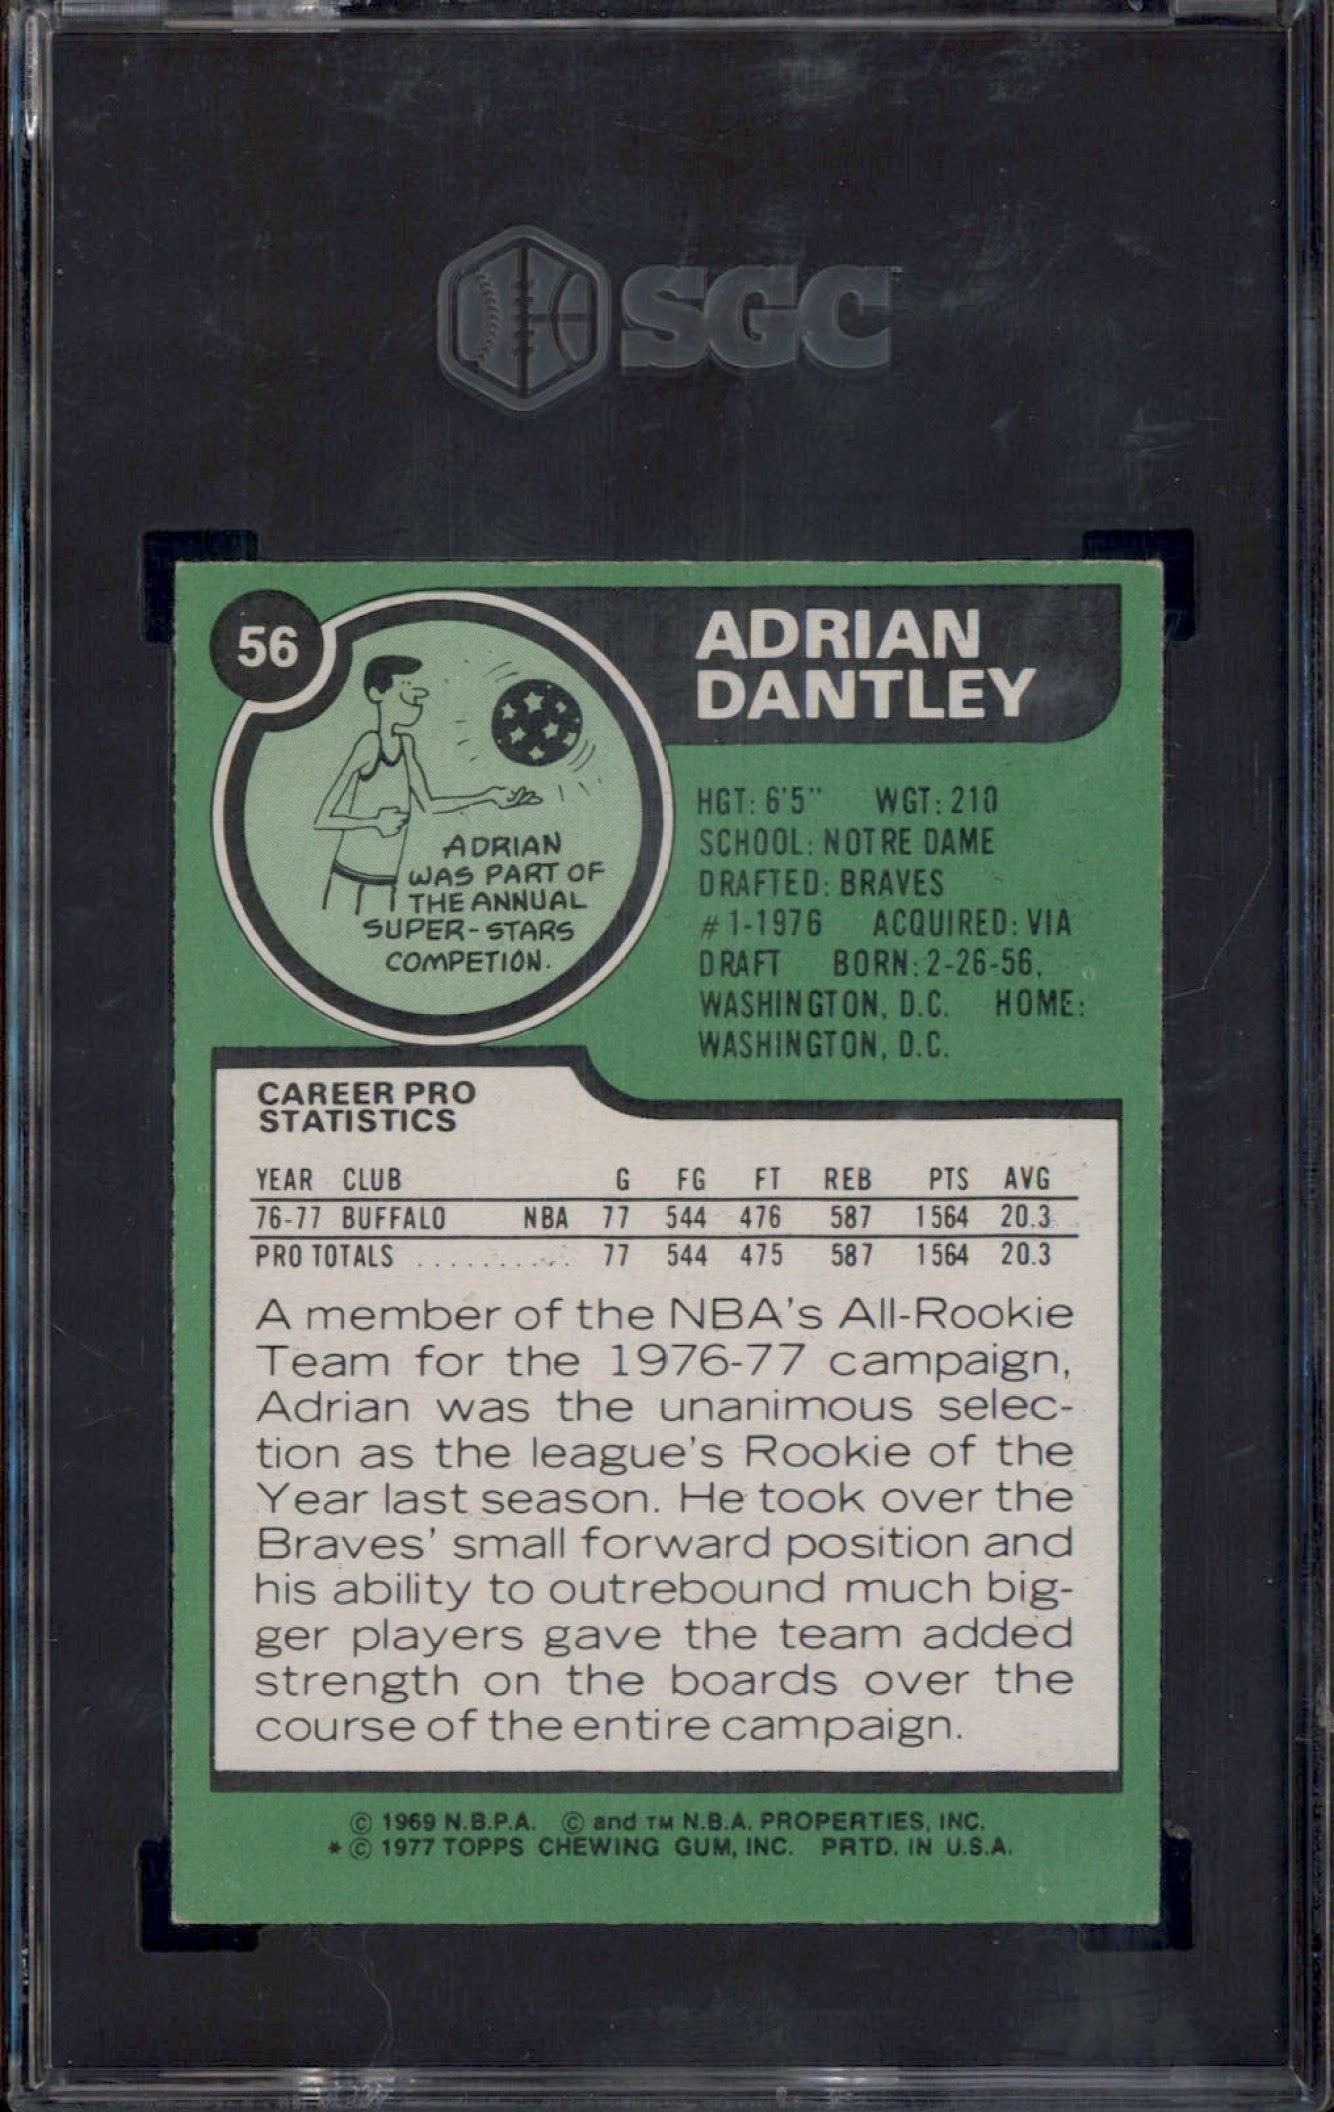 SGC
56
ADRIAN
DANTLEY
ADRIAN
WAS PART OF
THE ANNUAL
SUPER-STARS
COMPETION.
HGT: 6'5" WGT: 210
SCHOOL: NOTRE DAME
DRAFTED: BRAVES
#1-1976 ACQUIRED: VIA
DRAFT BORN: 2-26-56,
WASHINGTON, D.C. HOME:
WASHINGTON, D.C.
CAREER PRO
STATISTICS
YEAR CLUB G FG FT REB PTS AVG
76-77 BUFFALO NBA 77 544 476 587 1564 20.3
PRO TOTALS .......... 77 544 475 587 1564 20.3
A member of the NBA's All-Rookie
Team for the 1976-77 campaign,
Adrian was the unanimous selec-
tion as the league's Rookie of the
Year last season. He took over the
Braves' small forward position and
his ability to outrebound much big-
ger players gave the team added
strength on the boards over the
course of the entire campaign.
© 1969 N.B.P.A. © and TM N.B.A. PROPERTIES, INC.
* © 1977 TOPPS CHEWING GUM, INC. PRTD. IN U.S.A.